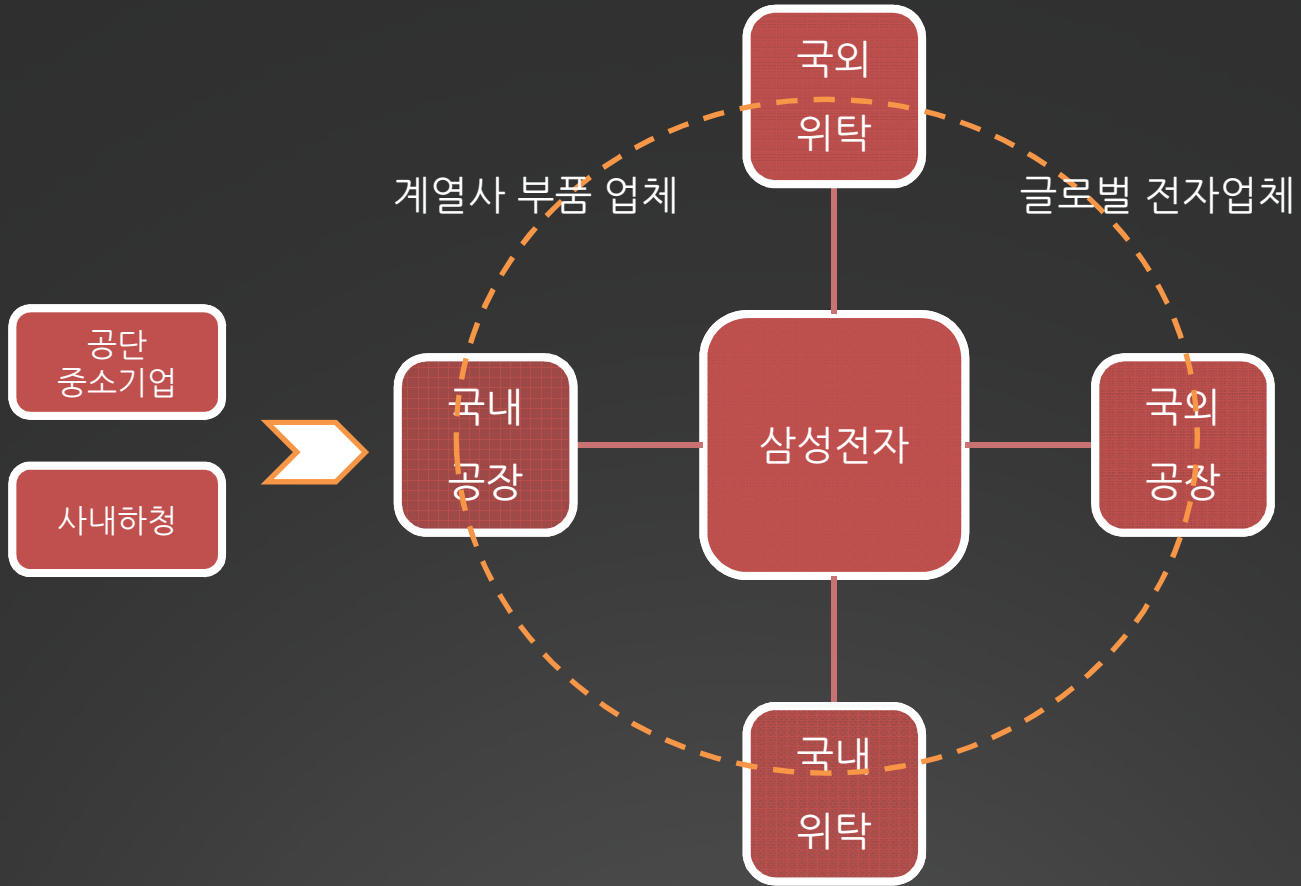 국외
위탁
계열사 부품 업체
글로벌 전자업체
공단
중소기업
사내하청
국내
공장
삼성전자
국외
공장
국내
위탁